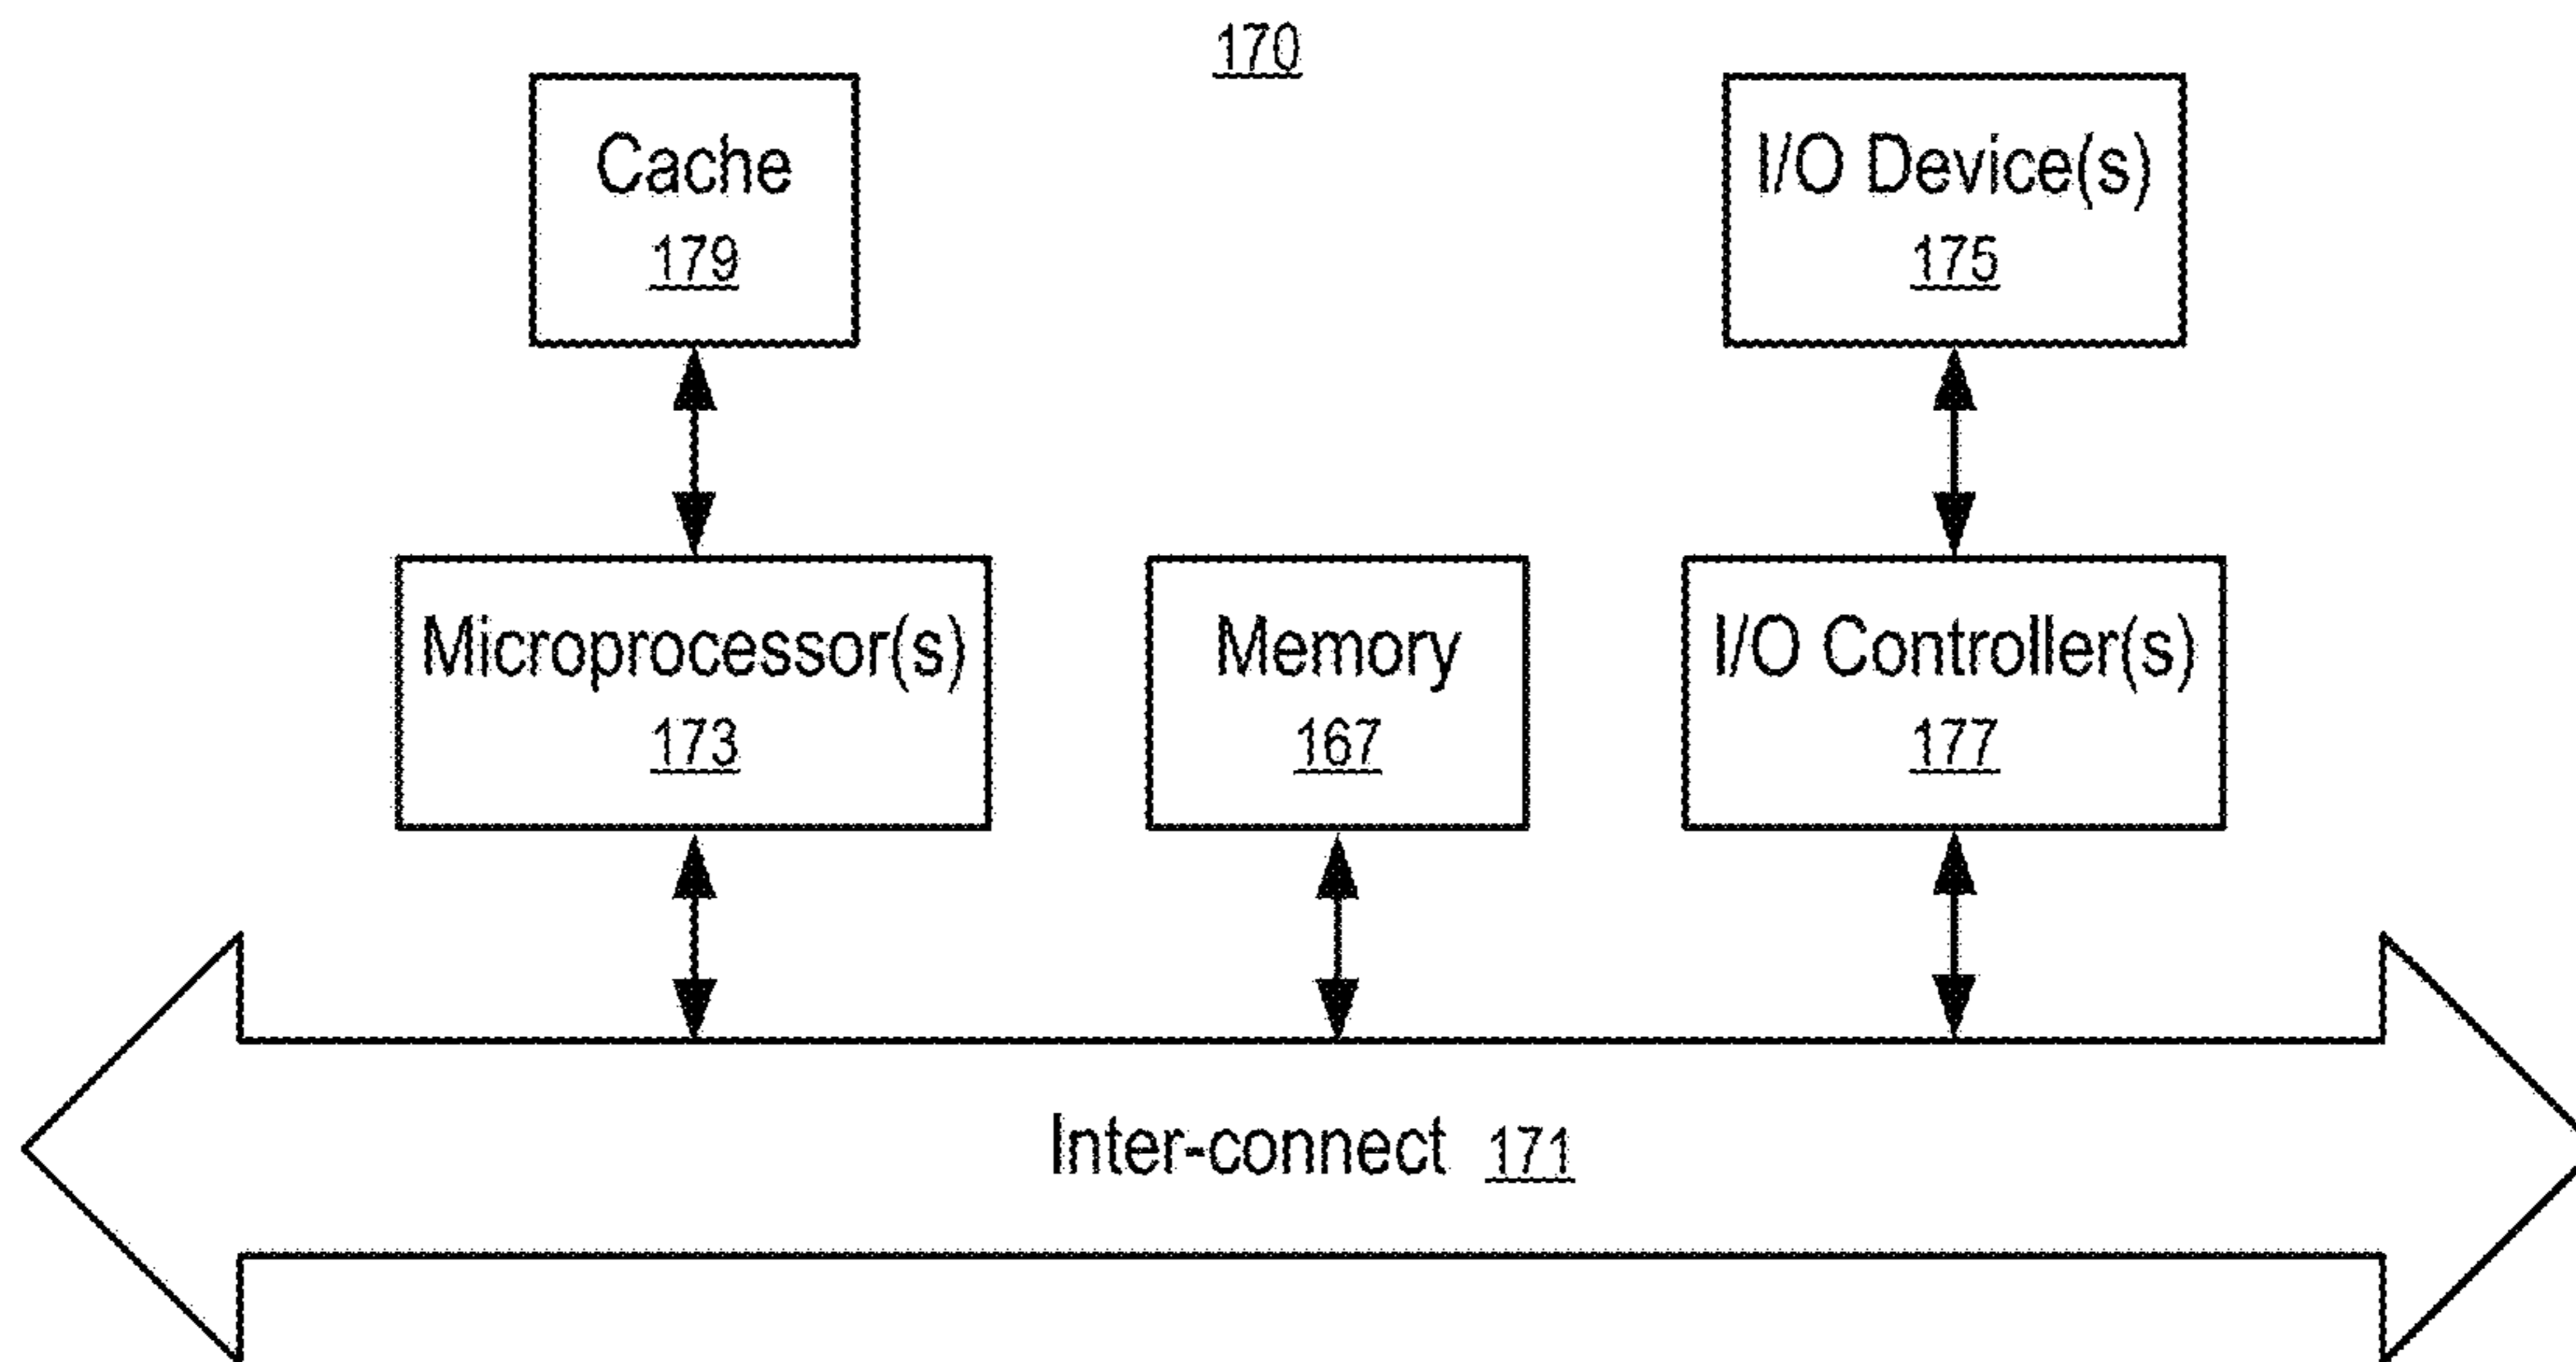 170
Cache
179
I/O Device(s)
175
Microprocessor(s)
173
Memory
167
I/O Controller(s)
177
Inter-connect 171